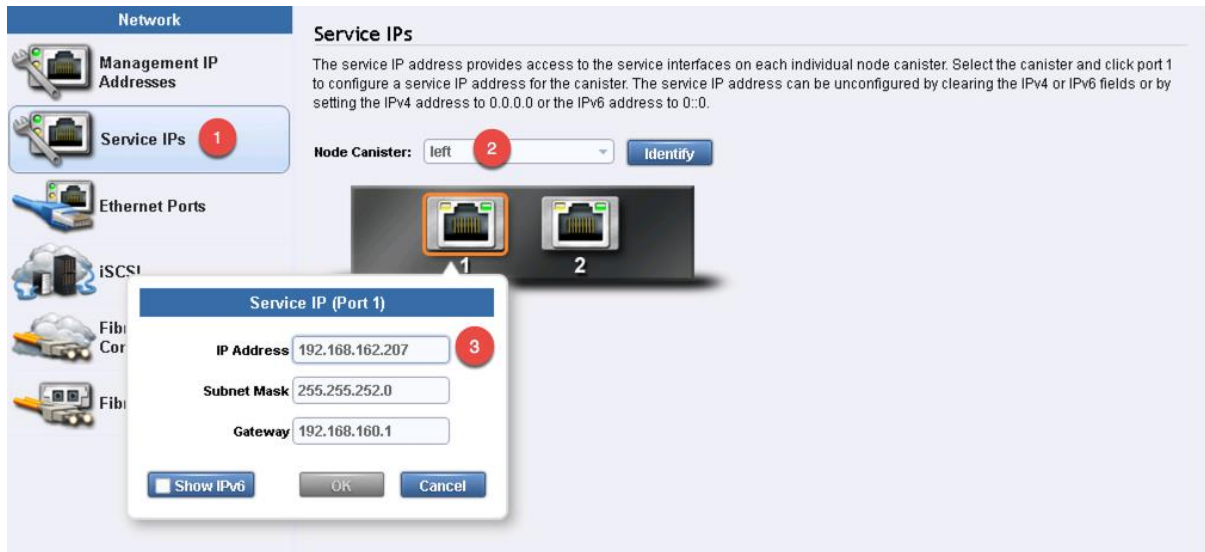 Network
Management IP
Addresses
Service IPs
1
Ethernet Ports
iSCSI
Fib
Cor
Fib
Service IPs
The service IP address provides access to the service interfaces on each individual node canister. Select the canister and click port 1
to configure a service IP address for the canister. The service IP address can be unconfigured by clearing the IPv4 or IPv6 fields or by
setting the IPv4 address to 0.0.0.0 or the IPv6 address to 0::0.
Node Canister: left 2 Identify
1 2
Service IP (Port 1)
IP Address 192.168.162.207 3
Subnet Mask 255.255.252.0
Gateway 192.168.160.1
Show IPv6 OK Cancel